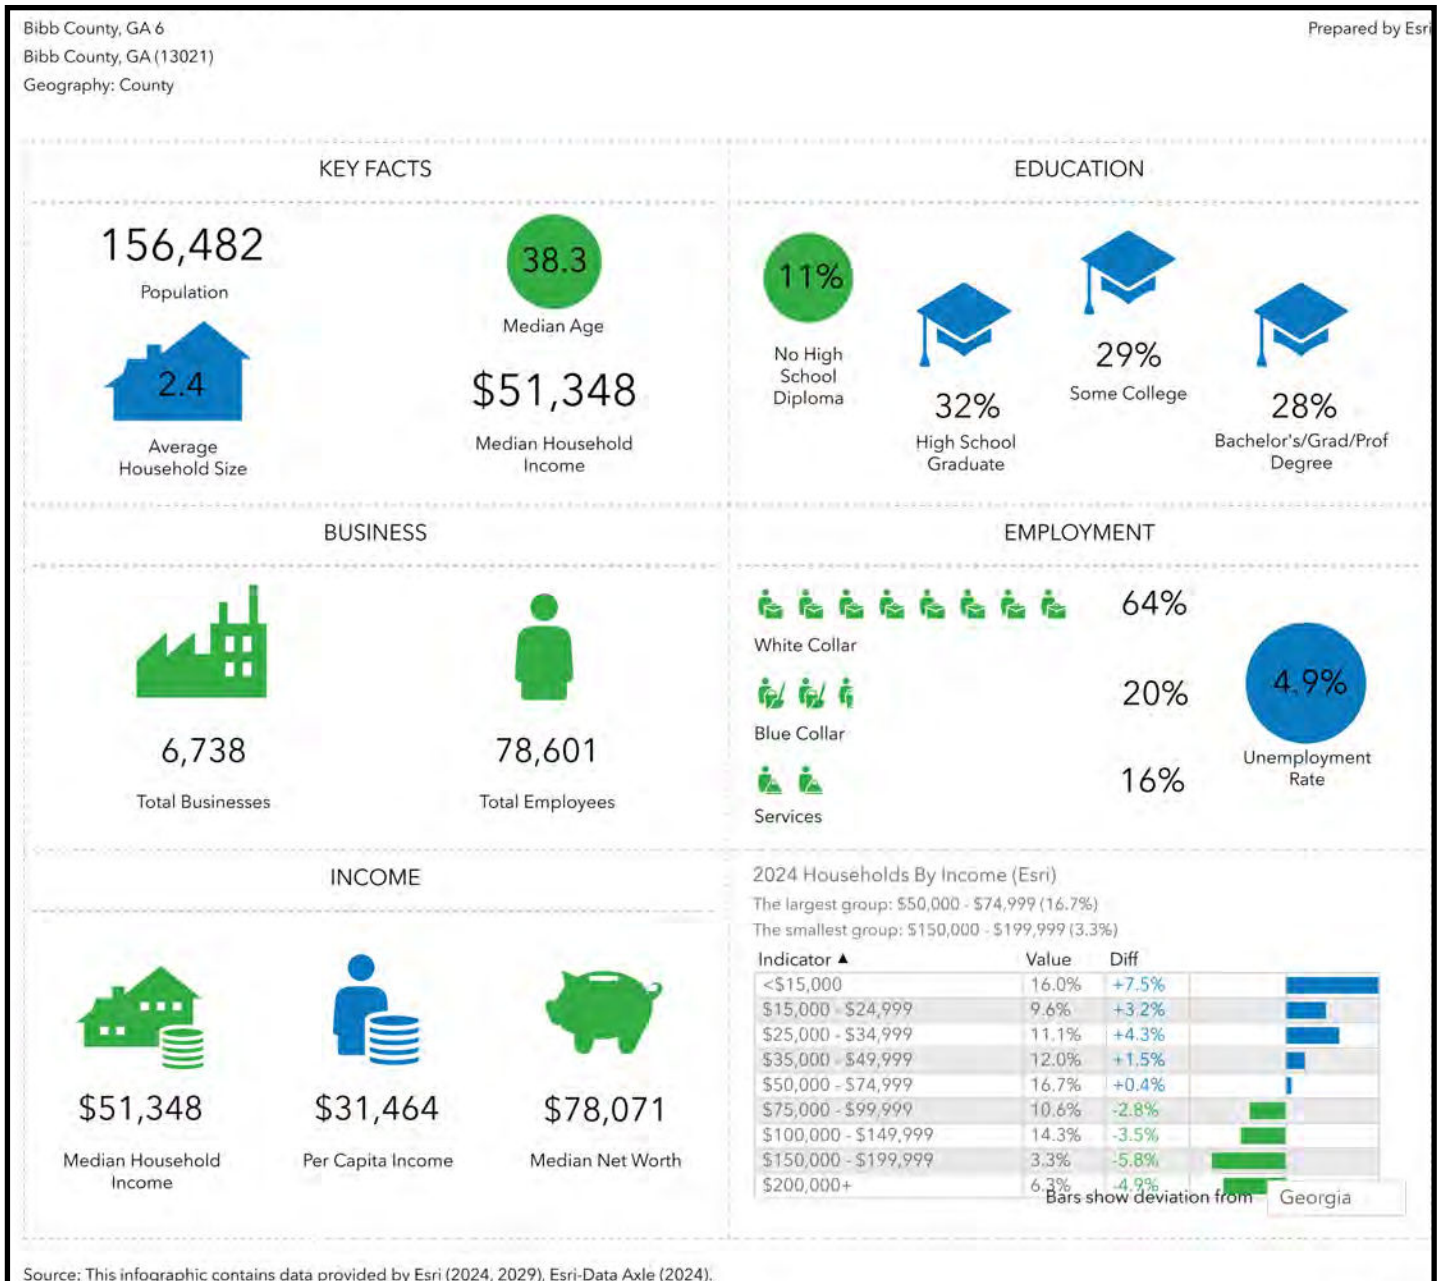 Bibb County, GA 6
Prepared by Esri
Bibb County, GA (13021)
Geography: County
KEY FACTS
156,482
Population
38.3
Median Age
2.4
Average
Household Size
$51,348
Median Household
Income
EDUCATION
11%
No High
School
Diploma
32%
High School
Graduate
29%
Some College
28%
Bachelor's/Grad/Prof
Degree
BUSINESS
6,738
Total Businesses
78,601
Total Employees
EMPLOYMENT
64%
White Collar
20%
Blue Collar
16%
Services
4.9%
Unemployment
Rate
INCOME
$51,348
Median Household
Income
$31,464
Per Capita Income
$78,071
Median Net Worth
2024 Households By Income (Esri)
The largest group: $50,000 - $74,999 (16.7%)
The smallest group: $150,000 - $199,999 (3.3%)
Indicator ▲ Value Diff
<$15,000 16.0% +7.5%
$15,000 - $24,999 9.6% +3.2%
$25,000 - $34,999 11.1% +4.3%
$35,000 - $49,999 12.0% +1.5%
$50,000 - $74,999 16.7% +0.4%
$75,000 - $99,999 10.6% -2.8%
$100,000 - $149,999 14.3% -3.5%
$150,000 - $199,999 3.3% -5.8%
$200,000+ 6.3% -4.9%
Bars show deviation from Georgia
Source: This infographic contains data provided by Esri (2024, 2029), Esri-Data Axle (2024).